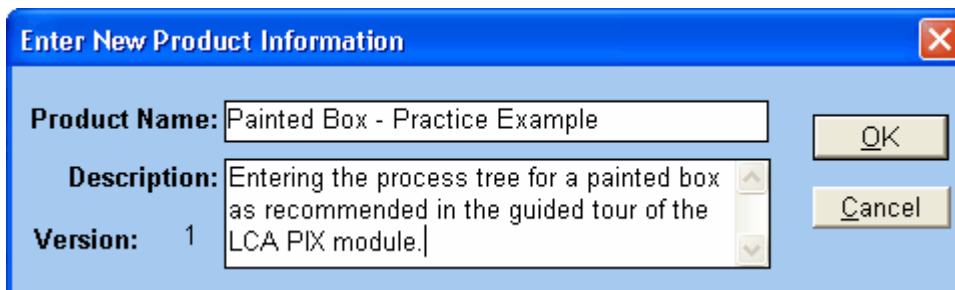 Enter New Product Information
Product Name: Painted Box - Practice Example
OK
Description: Entering the process tree for a painted box
as recommended in the guided tour of the
LCA PIX module.
Cancel
Version: 1